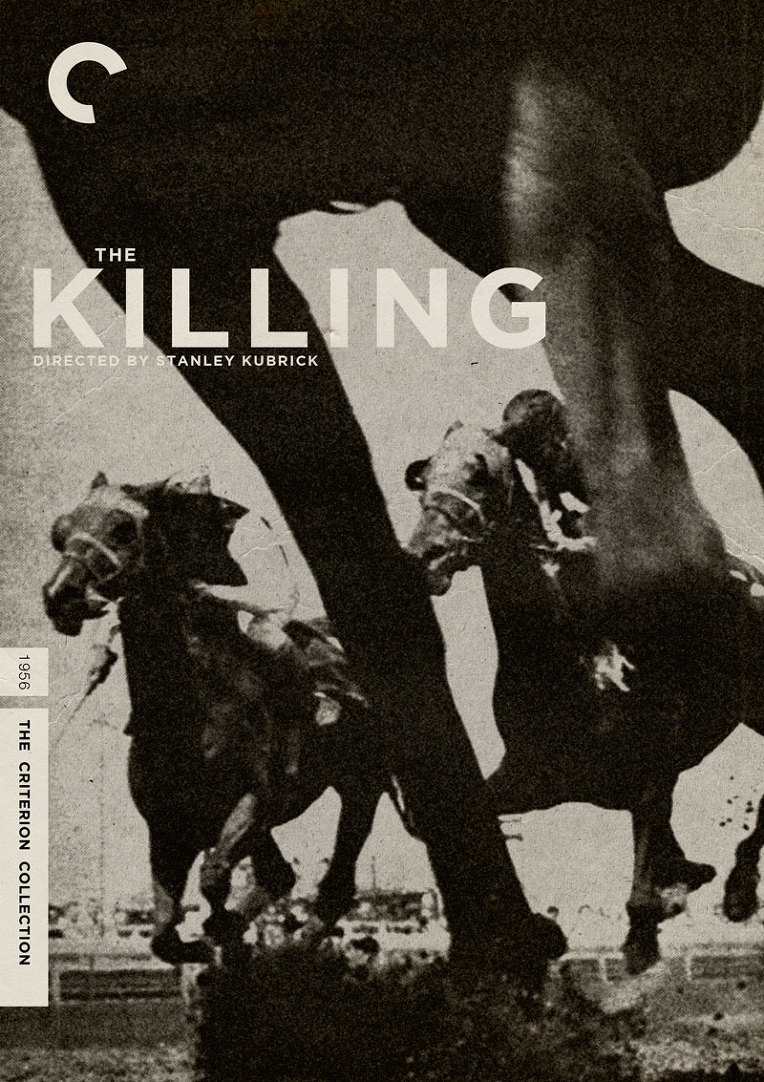 THE
KILLING
DIRECTED BY STANLEY KUBRICK
1956
THE CRITERION COLLECTION